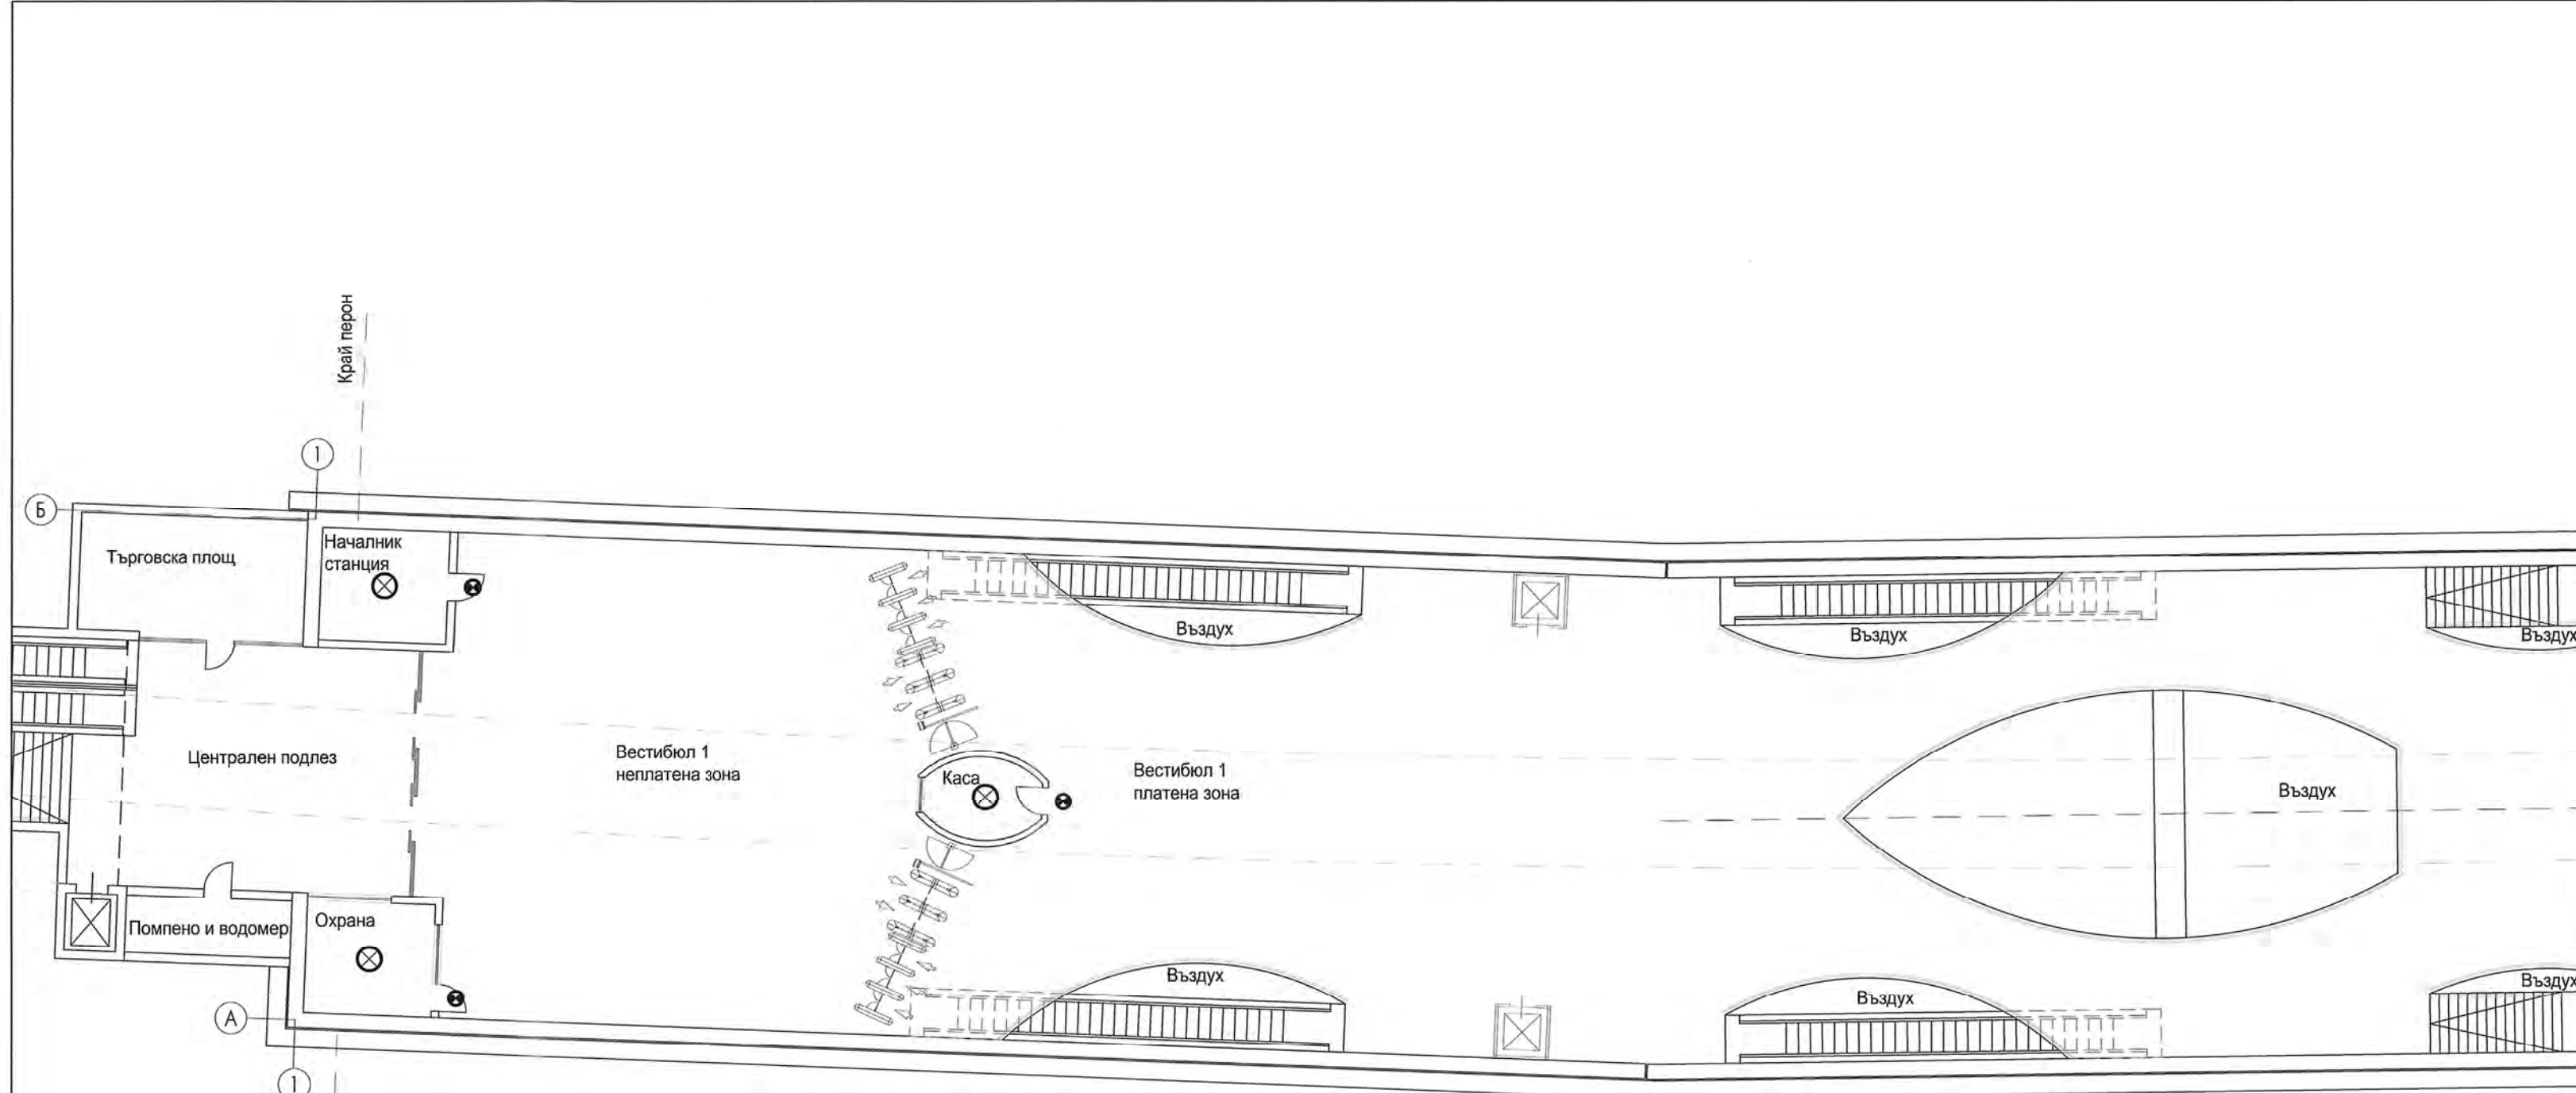 Край перон
1
Б
Търговска площ
Началник
станция
Въздух
Въздух
Въздух
Централен подлез
Вестибюл 1
неплатена зона
Каса
Вестибюл 1
платена зона
Въздух
Помпено и водомер
Охрана
Въздух
Въздух
Въздух
А
1